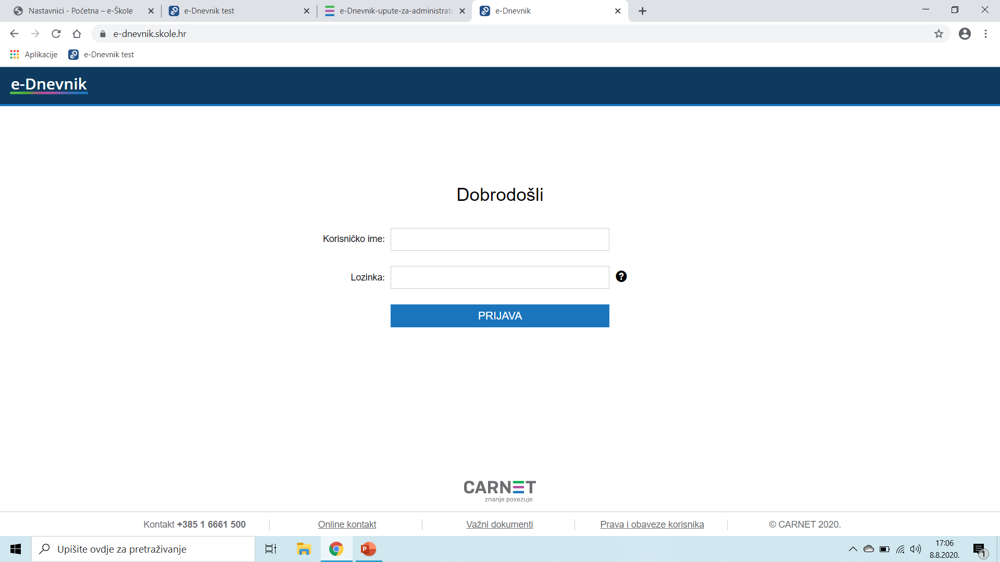 Nastavnici - Početna – e-Škole
e-Dnevnik test
e-Dnevnik-upute-za-administrato
e-Dnevnik
e-dnevnik.skole.hr
Aplikacije
e-Dnevnik test
e-Dnevnik
Dobrodošli
Korisničko ime:
Lozinka:
PRIJAVA
CARNET
znanje povezuje
Kontakt +385 1 6661 500
Online kontakt
Važni dokumenti
Prava i obaveze korisnika
© CARNET 2020.
Upišite ovdje za pretraživanje
17:06
8.8.2020.
1